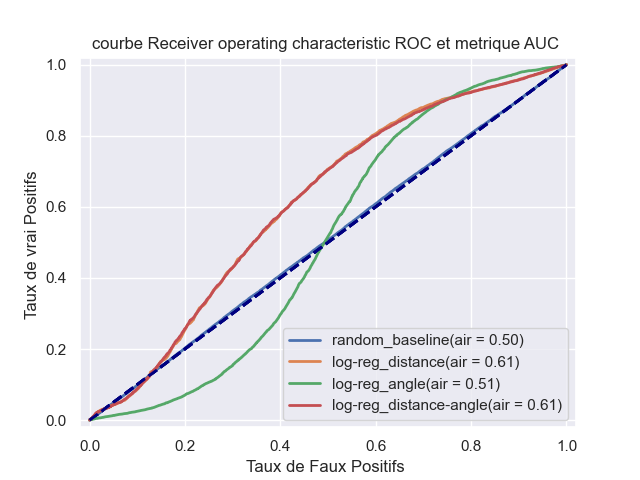 courbe Receiver operating characteristic ROC et metrique AUC
Taux de vrai Positifs
1.0
0.8
0.6
0.4
0.2
0.0
random_baseline(air = 0.50)
log-reg_distance(air = 0.61)
log-reg_angle(air = 0.51)
log-reg_distance-angle(air = 0.61)
0.0 0.2 0.4 0.6 0.8 1.0
Taux de Faux Positifs